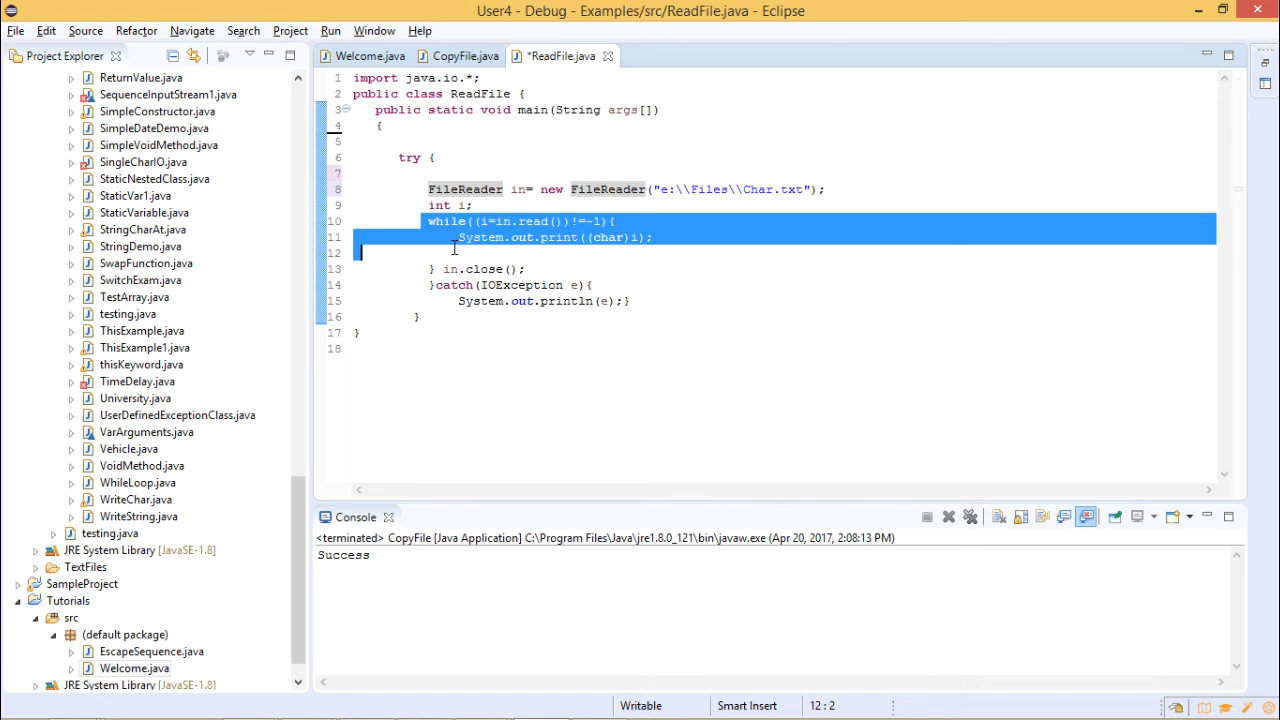 User4 - Debug - Examples/src/ReadFile.java - Eclipse
File Edit Source Refactor Navigate Search Project Run Window Help
Project Explorer
Welcome.java
CopyFile.java
*ReadFile.java
ReturnValue.java
SequenceInputStream1.java
SimpleConstructor.java
SimpleDateDemo.java
SimpleVoidMethod.java
SingleCharIO.java
StaticNestedClass.java
StaticVar1.java
StaticVariable.java
StringCharAt.java
StringDemo.java
SwapFunction.java
SwitchExam.java
TestArray.java
testing.java
ThisExample.java
ThisExample1.java
thisKeyword.java
TimeDelay.java
University.java
UserDefinedExceptionClass.java
VarArguments.java
Vehicle.java
VoidMethod.java
WhileLoop.java
WriteChar.java
WriteString.java
testing.java
JRE System Library [JavaSE-1.8]
TextFiles
SampleProject
Tutorials
src
(default package)
EscapeSequence.java
Welcome.java
JRE System Library [JavaSE-1.8]
1 import java.io.*;
2 public class ReadFile {
3 public static void main(String args[])
4 {
5
6 try {
7
8 FileReader in= new FileReader("e:\\Files\\Char.txt");
9 int i;
10 while((i=in.read())!=-1){
11 System.out.print((char)i);
12
13 } in.close();
14 }catch(IOException e){
15 System.out.println(e);}
16 }
17 }
18
Console
<terminated> CopyFile [Java Application] C:\Program Files\Java\jre1.8.0_121\bin\javaw.exe (Apr 20, 2017, 2:08:13 PM)
Success
Writable Smart Insert 12 : 2